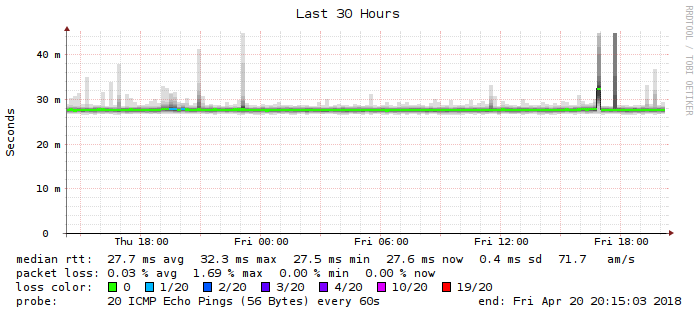 Last 30 Hours
RRDTOOL / TOBI OETIKER
Seconds
40 m
30 m
20 m
10 m
0
Thu 18:00 Fri 00:00 Fri 06:00 Fri 12:00 Fri 18:00
median rtt: 27.7 ms avg 32.3 ms max 27.5 ms min 27.6 ms now 0.4 ms sd 71.7 am/s
packet loss: 0.03 % avg 1.69 % max 0.00 % min 0.00 % now
loss color: 0 1/20 2/20 3/20 4/20 10/20 19/20
probe: 20 ICMP Echo Pings (56 Bytes) every 60s end: Fri Apr 20 20:15:03 2018